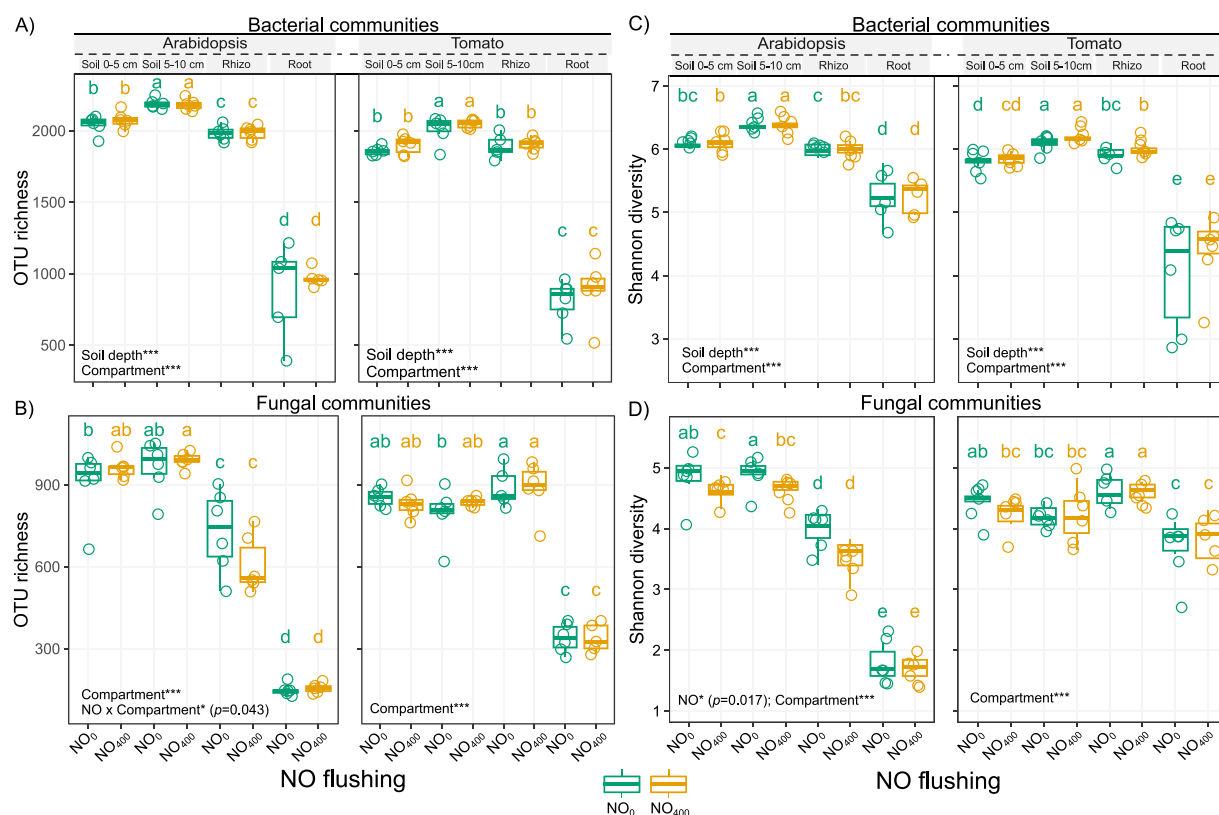 A)
Bacterial communities
Arabidopsis
Tomato
Soil 0-5 cm Soil 5-10 cm Rhizo Root
Soil 0-5 cm Soil 5-10cm Rhizo Root
b b a a c c d d
b b a a b b c c
OTU richness
2000
1500
1000
500
Soil depth***
Compartment***
Soil depth***
Compartment***
B)
Fungal communities
b ab ab a c c d d
ab ab b ab a a c c
OTU richness
900
600
300
Compartment***
NO x Compartment* (p=0.043)
Compartment***
NO0 NO400 NO0 NO400 NO0 NO400 NO0 NO400
NO0 NO400 NO0 NO400 NO0 NO400 NO0 NO400
NO flushing
C)
Bacterial communities
Arabidopsis
Tomato
Soil 0-5 cm Soil 5-10 cm Rhizo Root
Soil 0-5 cm Soil 5-10cm Rhizo Root
bc b a a c bc d d
d cd a a bc b e e
Shannon diversity
7
6
5
4
3
Soil depth***
Compartment***
Soil depth***
Compartment***
D)
Fungal communities
ab c a bc d d e e
ab bc bc bc a a c c
Shannon diversity
5
4
3
2
1
NO* (p=0.017); Compartment***
Compartment***
NO0 NO400 NO0 NO400 NO0 NO400 NO0 NO400
NO0 NO400 NO0 NO400 NO0 NO400 NO0 NO400
NO flushing
NO0 NO400